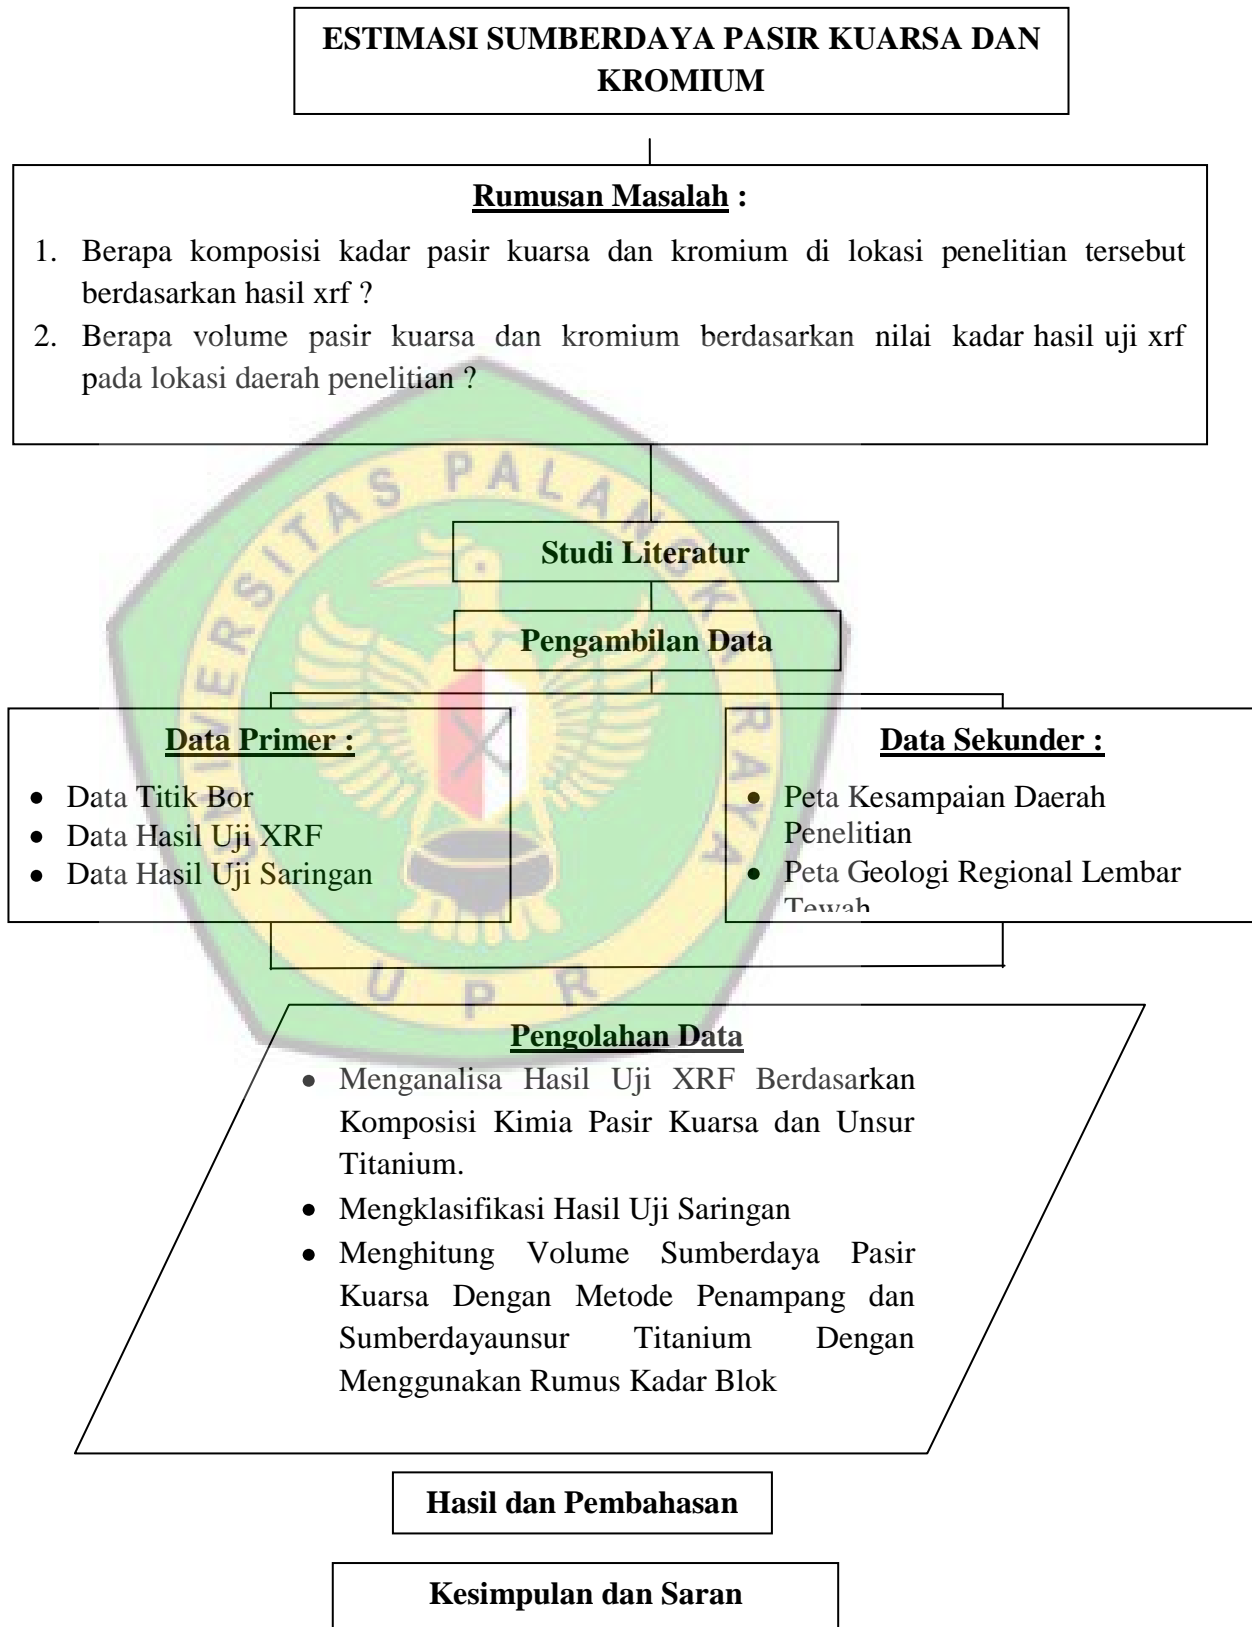 ESTIMASI SUMBERDAYA PASIR KUARSA DAN
KROMIUM
Rumusan Masalah :
1. Berapa komposisi kadar pasir kuarsa dan kromium di lokasi penelitian tersebut
berdasarkan hasil xrf ?
2. Berapa volume pasir kuarsa dan kromium berdasarkan nilai kadar hasil uji xrf
pada lokasi daerah penelitian ?
UNIVERSITAS PALANGKA RAYA
Studi Literatur
Pengambilan Data
Data Primer :
• Data Titik Bor
• Data Hasil Uji XRF
• Data Hasil Uji Saringan
Data Sekunder :
• Peta Kesampaian Daerah
Penelitian
• Peta Geologi Regional Lembar
Tewah
UPR
Pengolahan Data
• Menganalisa Hasil Uji XRF Berdasarkan
Komposisi Kimia Pasir Kuarsa dan Unsur
Titanium.
• Mengklasifikasi Hasil Uji Saringan
• Menghitung Volume Sumberdaya Pasir
Kuarsa Dengan Metode Penampang dan
Sumberdayaunsur Titanium Dengan
Menggunakan Rumus Kadar Blok
Hasil dan Pembahasan
Kesimpulan dan Saran